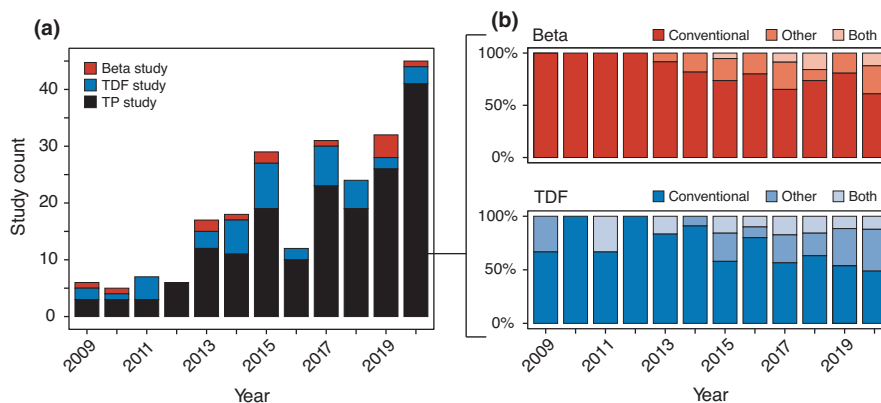 (a)
Beta study
TDF study
TP study
Study count
40
30
20
10
0
2009
2011
2013
2015
2017
2019
Year
(b)
Beta
Conventional
Other
Both
100%
50%
0%
TDF
Conventional
Other
Both
100%
50%
0%
2009
2011
2013
2015
2017
2019
Year